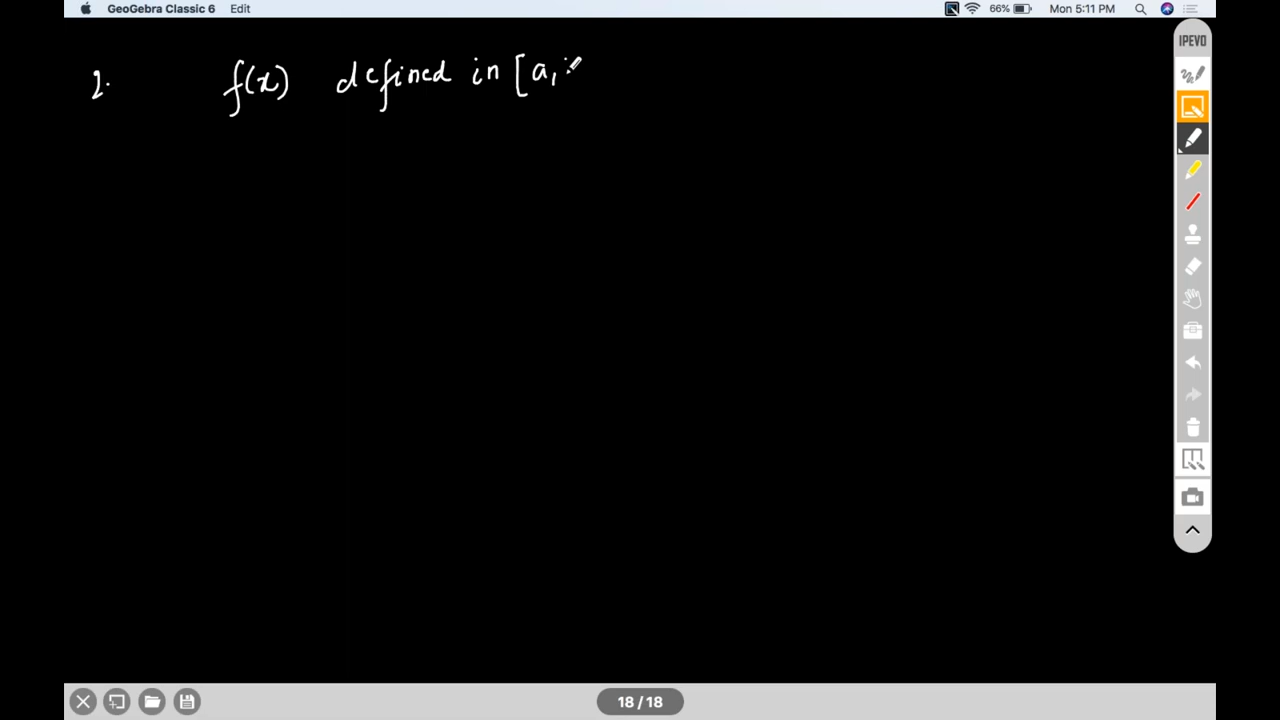 GeoGebra Classic 6 Edit 66% Mon 5:11 PM
IPEVO
2. f(x) defined in [a,
18 / 18